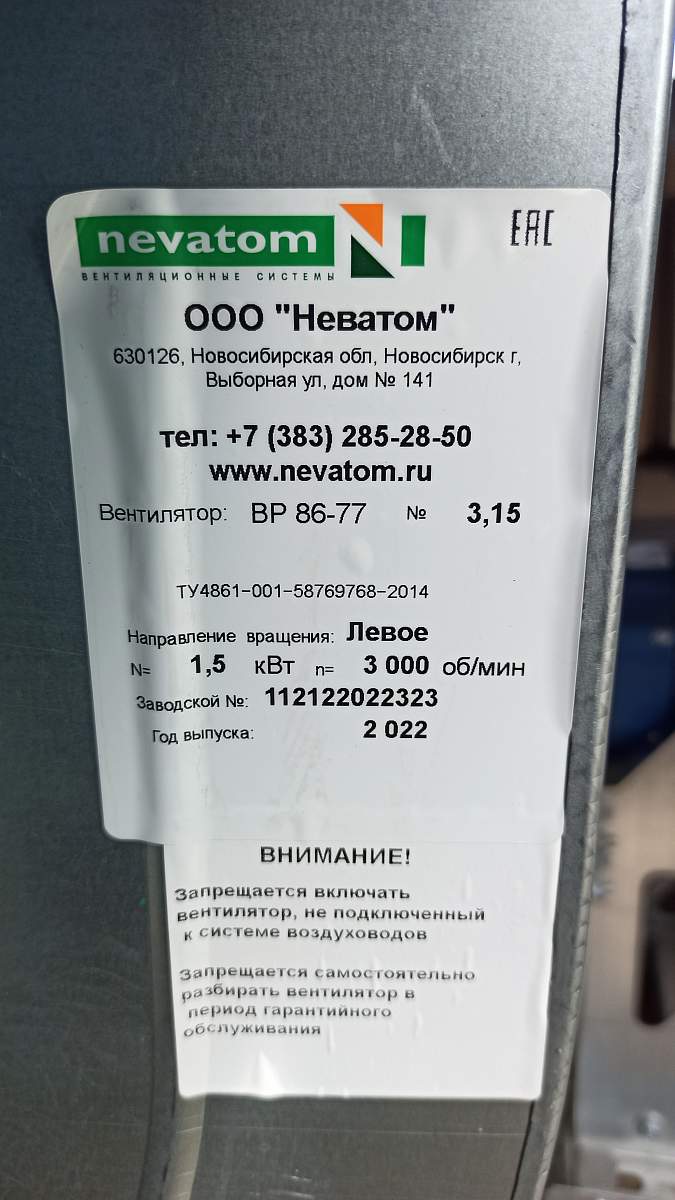 nevatom
ВЕНТИЛЯЦИОННЫЕ СИСТЕМЫ
EAC
ООО "Неватом"
630126, Новосибирская обл, Новосибирск г,
Выборная ул, дом № 141
тел: +7 (383) 285-28-50
www.nevatom.ru
Вентилятор: ВР 86-77 № 3,15
ТУ4861-001-58769768-2014
Направление вращения: Левое
N= 1,5 кВт n= 3 000 об/мин
Заводской №: 112122022323
Год выпуска: 2 022
ВНИМАНИЕ!
Запрещается включать
вентилятор, не подключенный
к системе воздуховодов
Запрещается самостоятельно
разбирать вентилятор в
период гарантийного
обслуживания